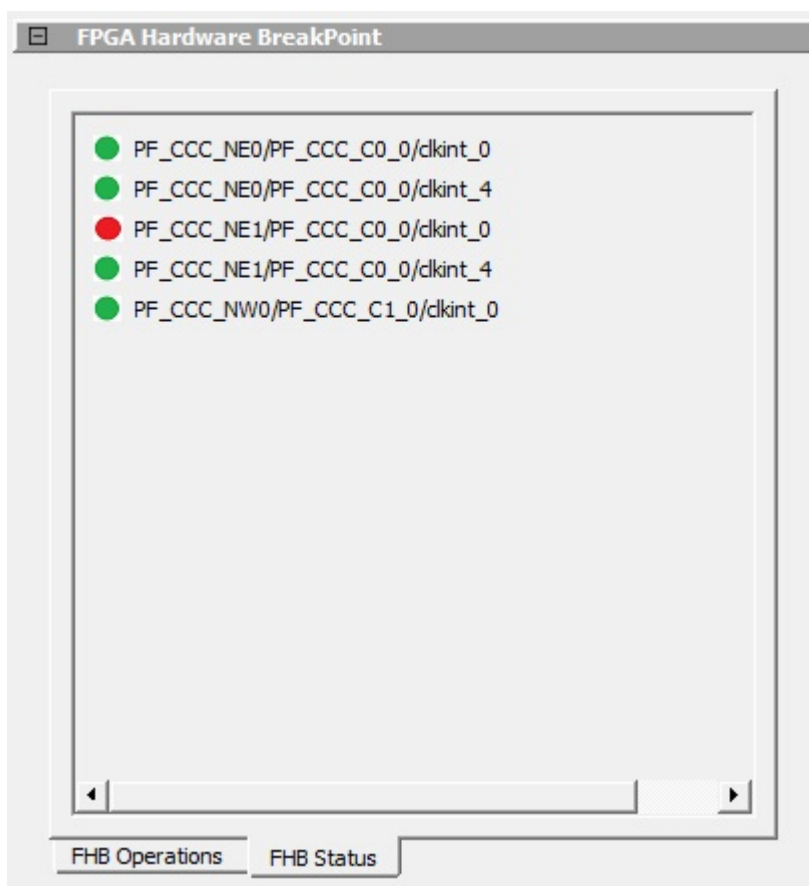 FPGA Hardware BreakPoint
PF_CCC_NE0/PF_CCC_C0_0/clkint_0
PF_CCC_NE0/PF_CCC_C0_0/clkint_4
PF_CCC_NE1/PF_CCC_C0_0/clkint_0
PF_CCC_NE1/PF_CCC_C0_0/clkint_4
PF_CCC_NW0/PF_CCC_C1_0/clkint_0
FHB Operations FHB Status